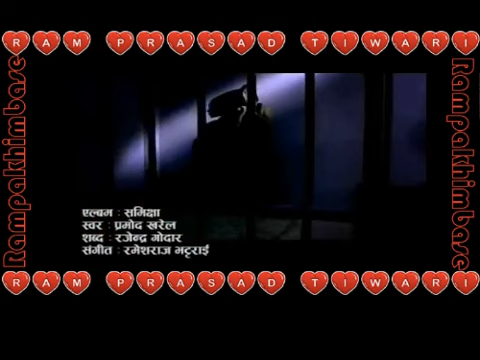 RAM PRASAD TIWARI
Rampakhimbase
Rampakhimbase
एल्बम : समिक्षा
स्वर : प्रमोद खरेल
शब्द : रजेन्द्र गोदार
संगीत : रमेशराज भट्टराई
RAM PRASAD TIWARI